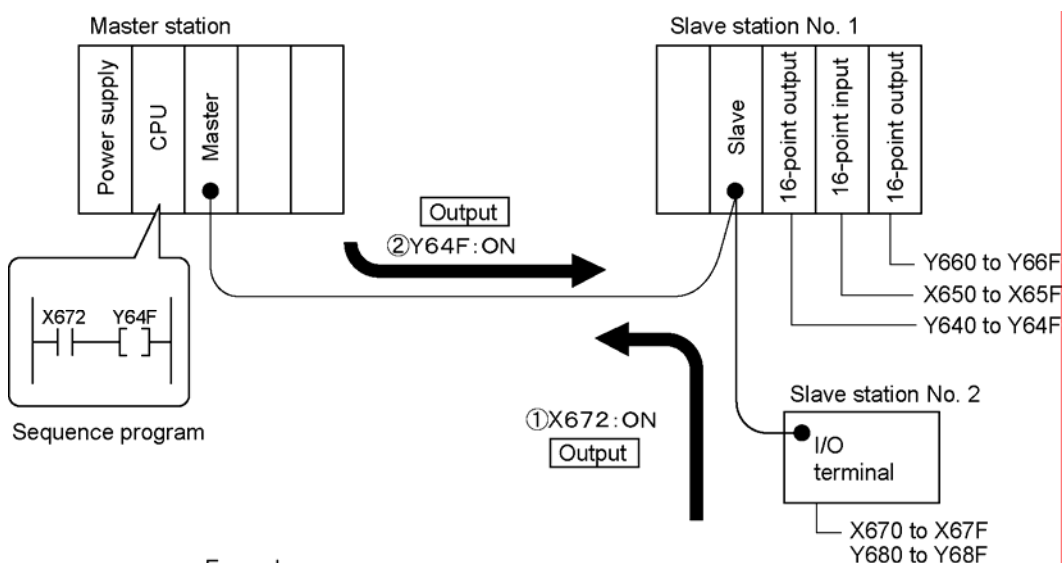 Master station
Power supply
CPU
Master
Slave station No. 1
Slave
16-point output
16-point input
16-point output
Output
②Y64F:ON
Y660 to Y66F
X650 to X65F
Y640 to Y64F
X672 Y64F
Sequence program
①X672:ON
Output
Slave station No. 2
I/O
terminal
X670 to X67F
Y680 to Y68F